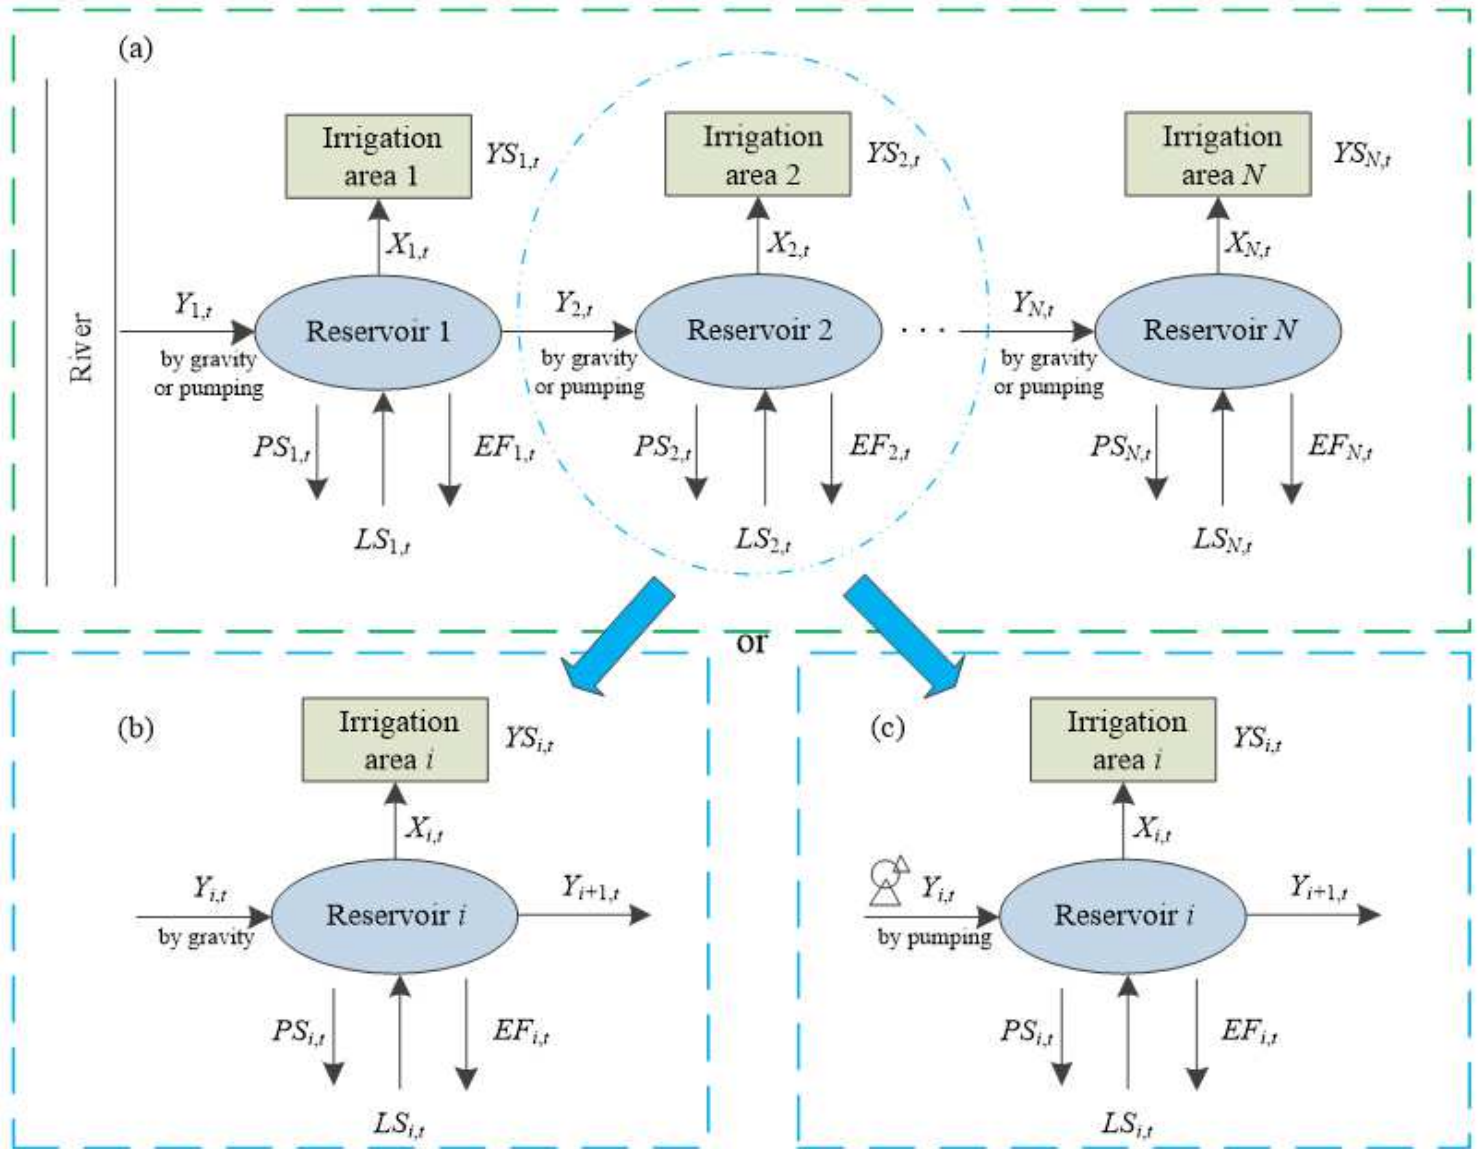 (a)
River
Irrigation
area 1
YS1,t
X1,t
Y1,t
by gravity
or pumping
Reservoir 1
PS1,t
EF1,t
LS1,t
Irrigation
area 2
YS2,t
X2,t
Y2,t
by gravity
or pumping
Reservoir 2
PS2,t
EF2,t
LS2,t
· · ·
Irrigation
area N
YSN,t
XN,t
YN,t
by gravity
or pumping
Reservoir N
PSN,t
EFN,t
LSN,t
or
(b)
Irrigation
area i
YSi,t
Xi,t
Yi,t
by gravity
Reservoir i
Yi+1,t
PSi,t
EFi,t
LSi,t
(c)
Irrigation
area i
YSi,t
Xi,t
Yi,t
by pumping
Reservoir i
Yi+1,t
PSi,t
EFi,t
LSi,t